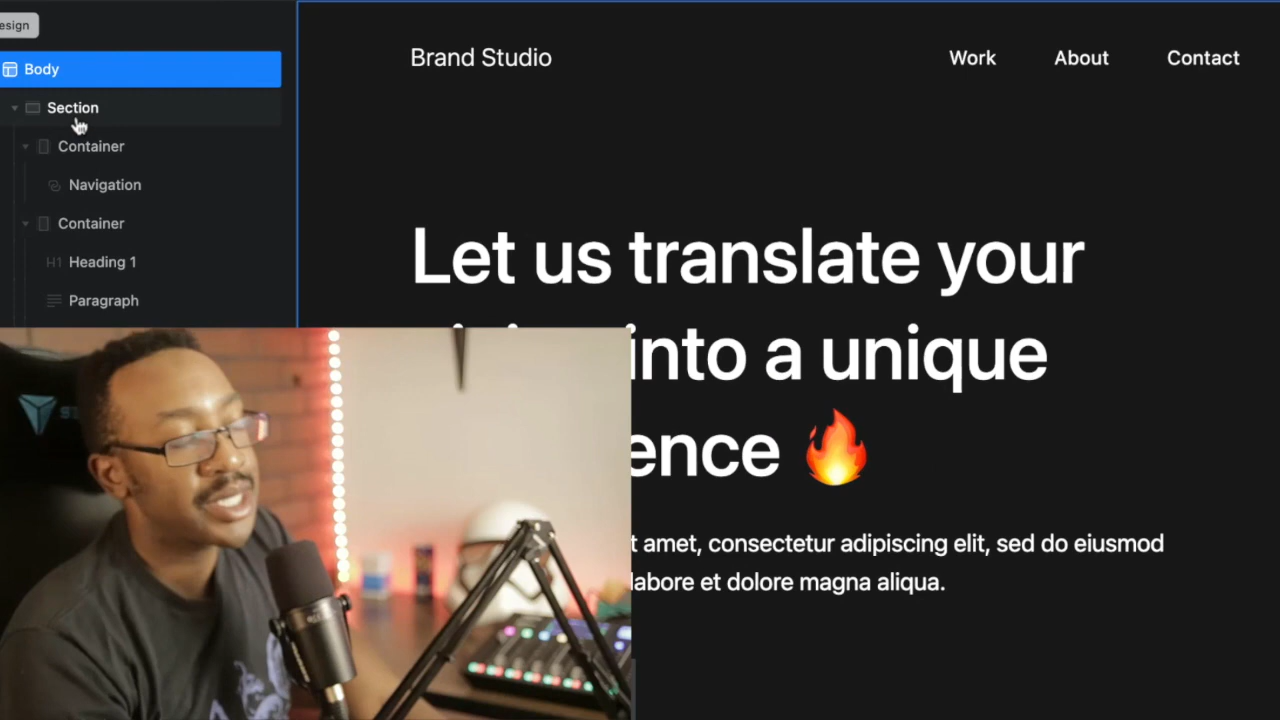 esign
Body
Section
Container
Navigation
Container
H1 Heading 1
Paragraph
Brand Studio
Work
About
Contact
Let us translate your
into a unique
ence 🔥
t amet, consectetur adipiscing elit, sed do eiusmod
labore et dolore magna aliqua.